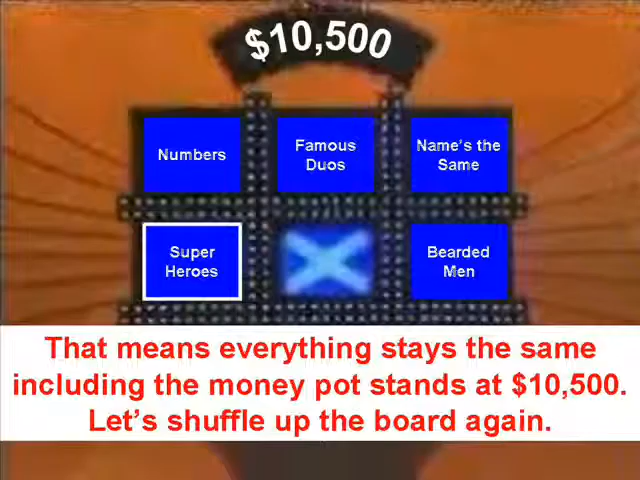 $10,500
Numbers
Famous
Duos
Name's the
Same
Super
Heroes
X
Bearded
Men
That means everything stays the same
including the money pot stands at $10,500.
Let's shuffle up the board again.